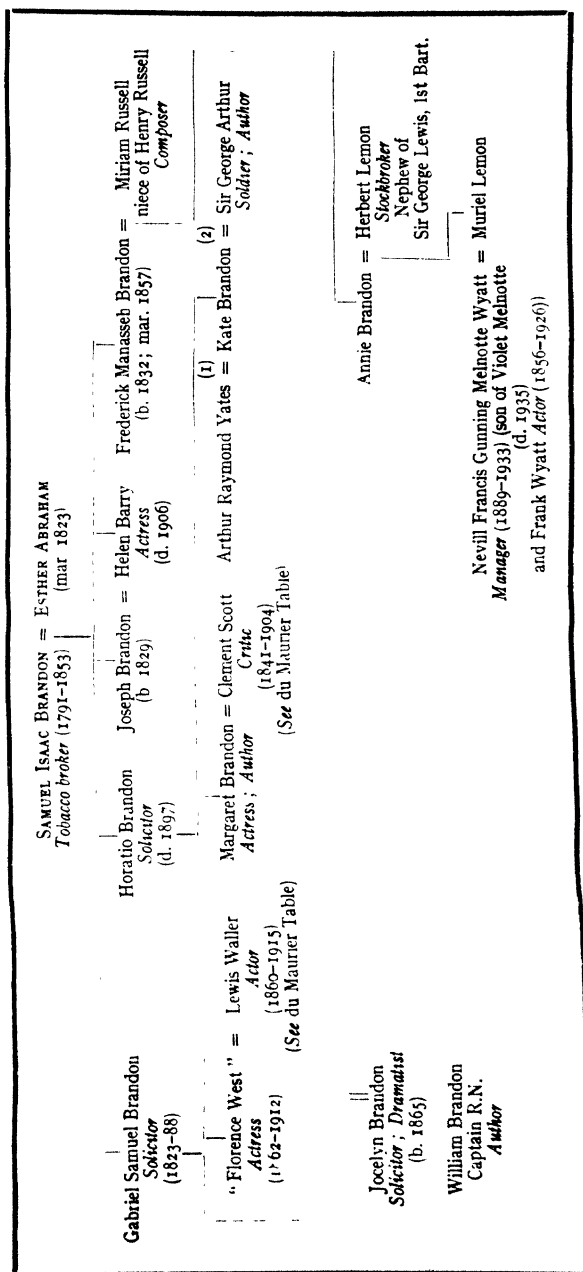 SAMUEL ISAAC BRANDON = ESTHER ABRAHAM
Tobacco broker (1791–1853) (mar 1823)
Gabriel Samuel Brandon
Solicitor
(1823–88)
Horatio Brandon
Solicitor
(d. 1897)
Joseph Brandon = Helen Barry
(b 1829) Actress
(d. 1906)
Frederick Manasseh Brandon = Miriam Russell
(b. 1832; mar. 1857) niece of Henry Russell
Composer
"Florence West" = Lewis Waller
Actress Actor
(1862–1912) (1860–1915)
(See du Maurier Table)
Margaret Brandon = Clement Scott
Actress; Author Critic
(1841–1904)
(See du Maurier Table)
(1) (2)
Arthur Raymond Yates = Kate Brandon = Sir George Arthur
Soldier; Author
Jocelyn Brandon
Solicitor; Dramatist
(b. 1865)
William Brandon
Captain R.N.
Author
Annie Brandon = Herbert Lemon
Stockbroker
Nephew of
Sir George Lewis, 1st Bart.
Nevill Francis Gunning Melnotte Wyatt = Muriel Lemon
Manager (1889–1933) (son of Violet Melnotte
(d. 1935)
and Frank Wyatt Actor (1856–1926))